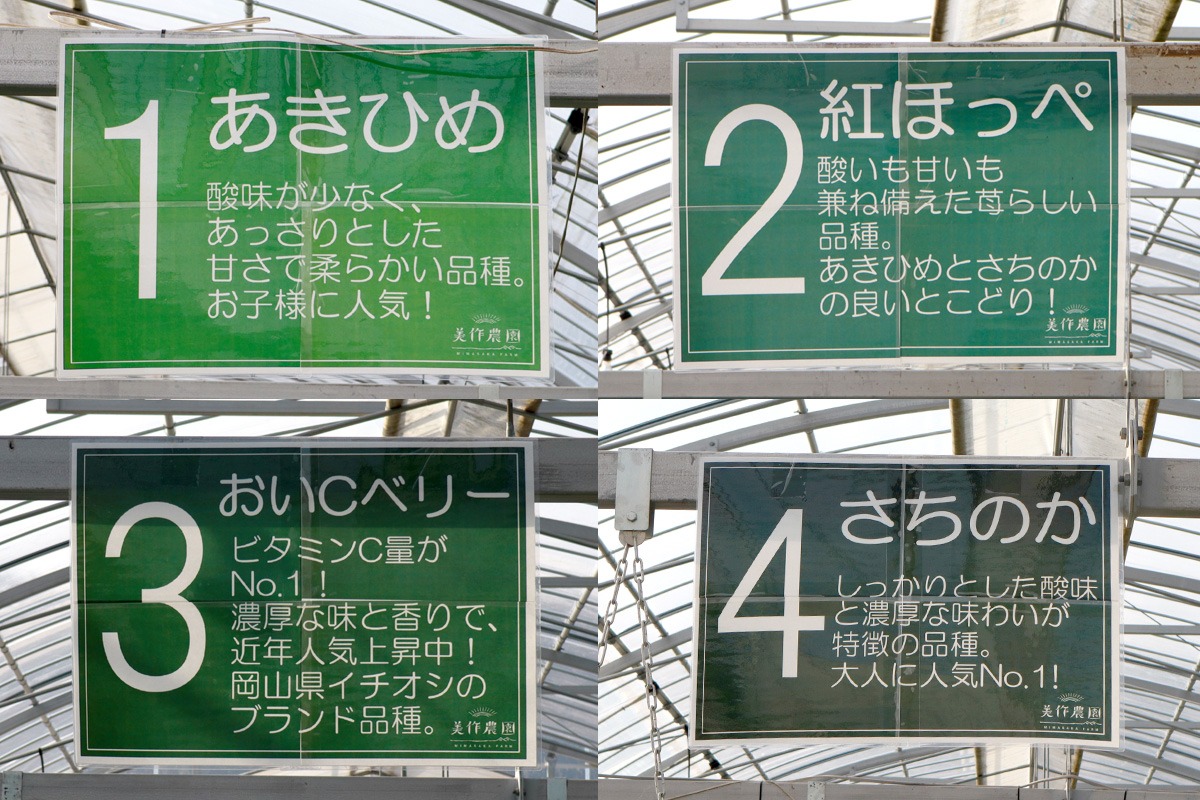 1
あきひめ
酸味が少なく、
あっさりとした
甘さで柔らかい品種。
お子様に人気！
美作農園
MIMASAKA FARM
2
紅ほっぺ
酸いも甘いも
兼ね備えた苺らしい
品種。
あきひめとさちのか
の良いとこどり！
美作農園
MIMASAKA FARM
3
おいCベリー
ビタミンC量が
No.1！
濃厚な味と香りで、
近年人気上昇中！
岡山県イチオシの
ブランド品種。
美作農園
MIMASAKA FARM
4
さちのか
しっかりとした酸味
と濃厚な味わいが
特徴の品種。
大人に人気No.1!
美作農園
MIMASAKA FARM